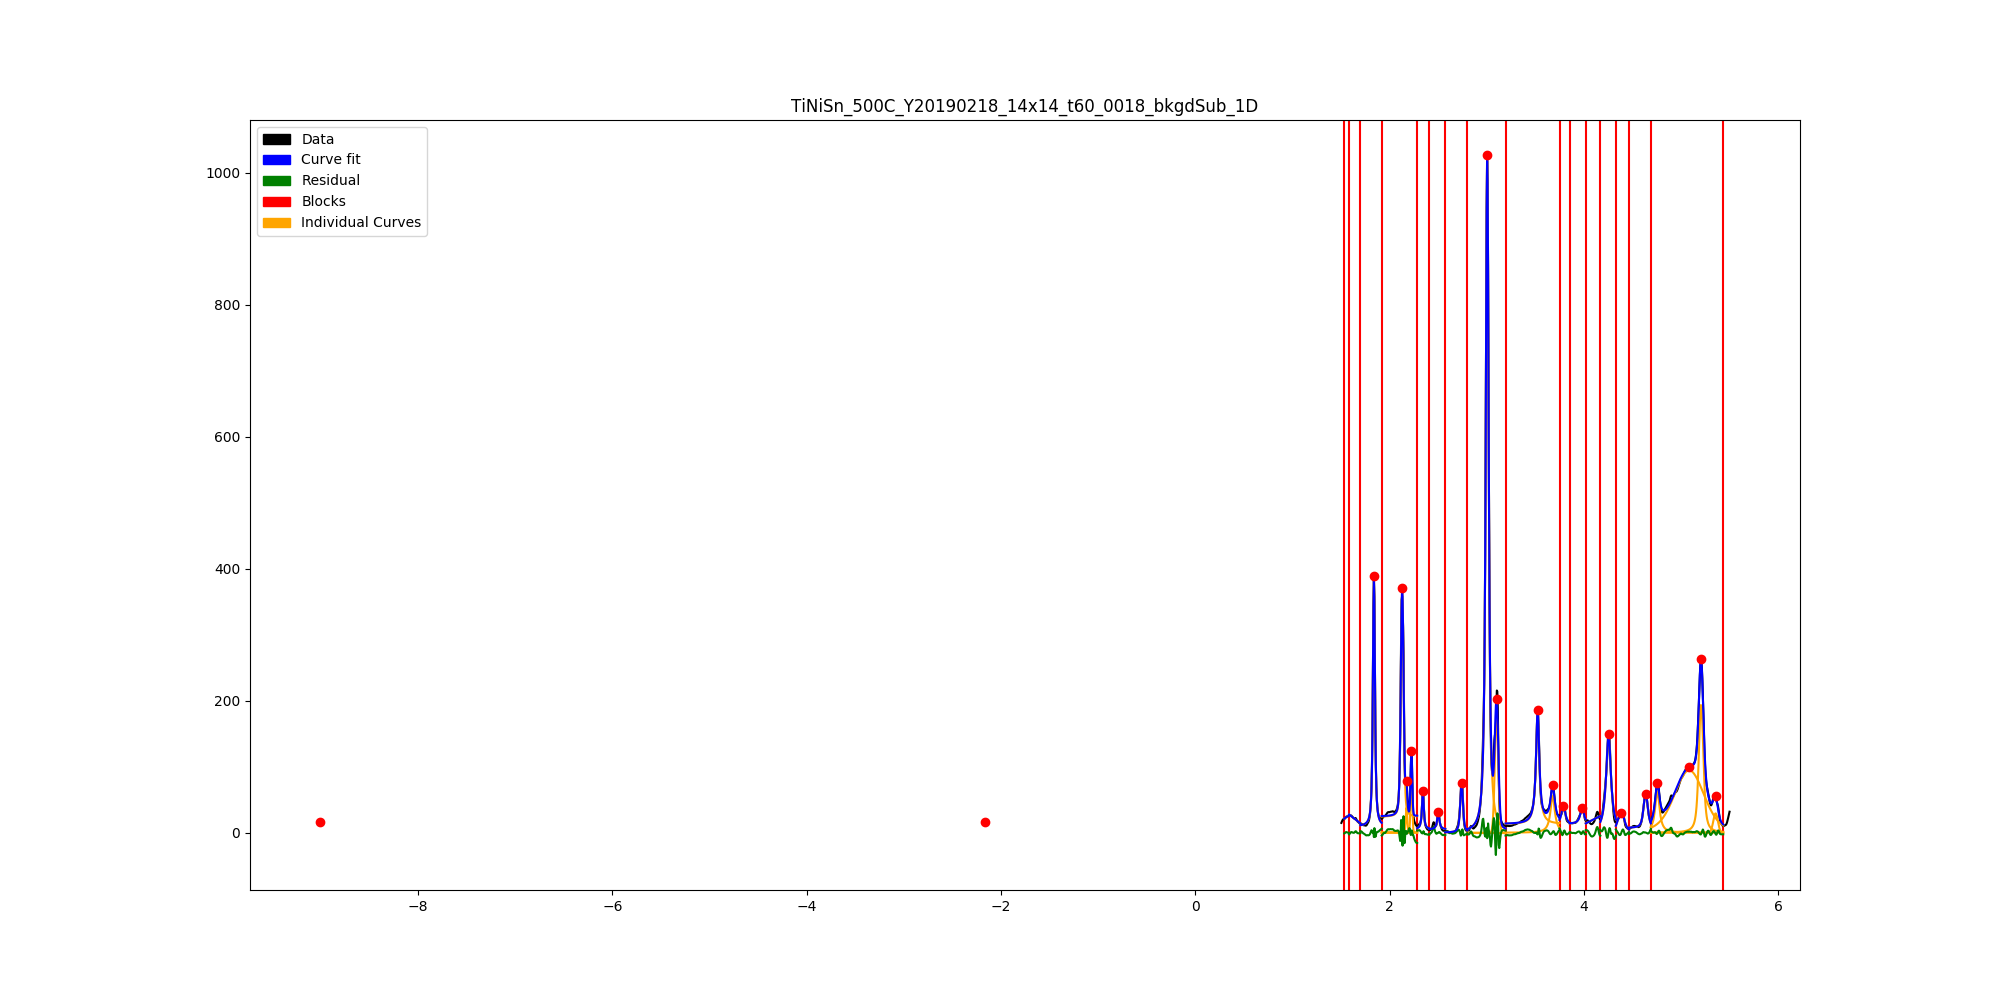 TiNiSn_500C_Y20190218_14x14_t60_0018_bkgdSub_1D
Data
Curve fit
Residual
Blocks
Individual Curves
1000
800
600
400
200
0
−8 −6 −4 −2 0 2 4 6